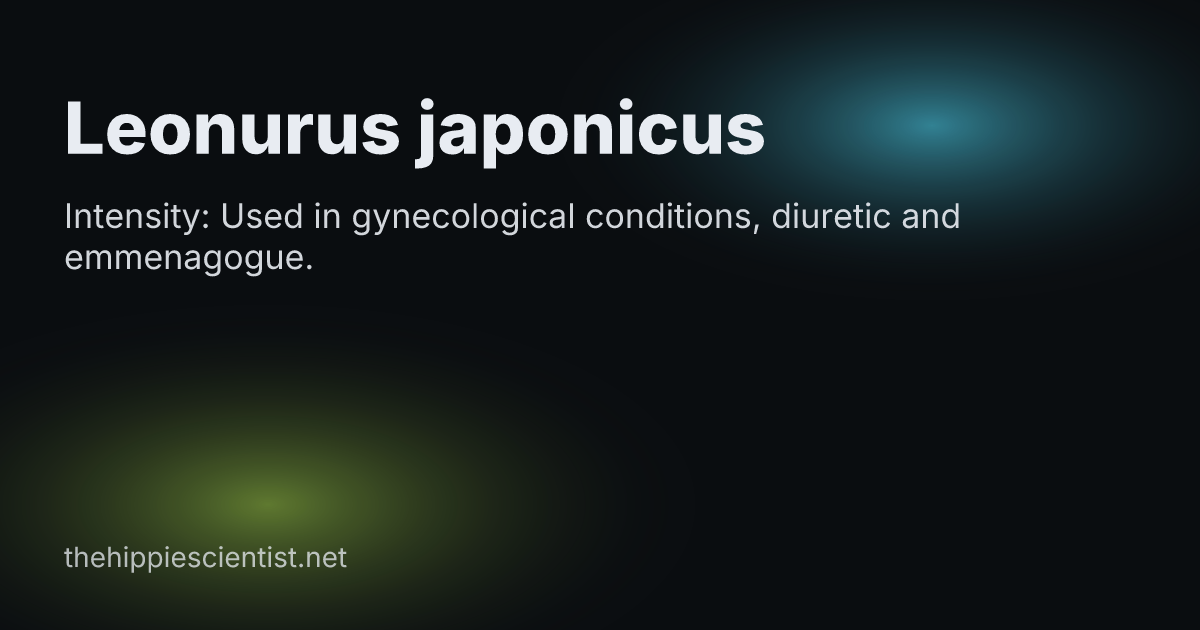 Leonurus japonicus
Intensity: Used in gynecological conditions, diuretic and
emmenagogue.
thehippiescientist.net